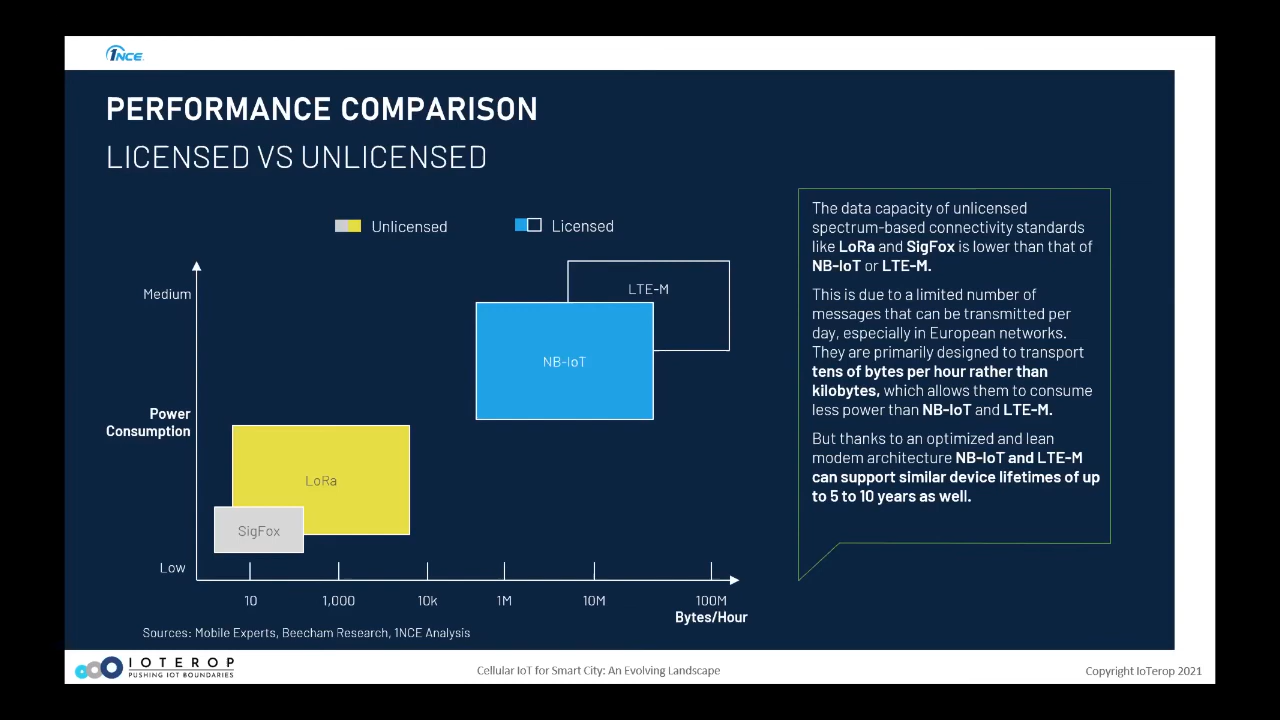 1NCE
PERFORMANCE COMPARISON
LICENSED VS UNLICENSED
Unlicensed
Licensed
Medium
Power
Consumption
Low
LTE-M
NB-IoT
LoRa
SigFox
10
1,000
10k
1M
10M
100M
Bytes/Hour
Sources: Mobile Experts, Beecham Research, 1NCE Analysis
The data capacity of unlicensed
spectrum-based connectivity standards
like LoRa and SigFox is lower than that of
NB-IoT or LTE-M.
This is due to a limited number of
messages that can be transmitted per
day, especially in European networks.
They are primarily designed to transport
tens of bytes per hour rather than
kilobytes, which allows them to consume
less power than NB-IoT and LTE-M.
But thanks to an optimized and lean
modem architecture NB-IoT and LTE-M
can support similar device lifetimes of up
to 5 to 10 years as well.
IOTEROP
PUSHING IOT BOUNDARIES
Cellular IoT for Smart City: An Evolving Landscape
Copyright IoTerop 2021